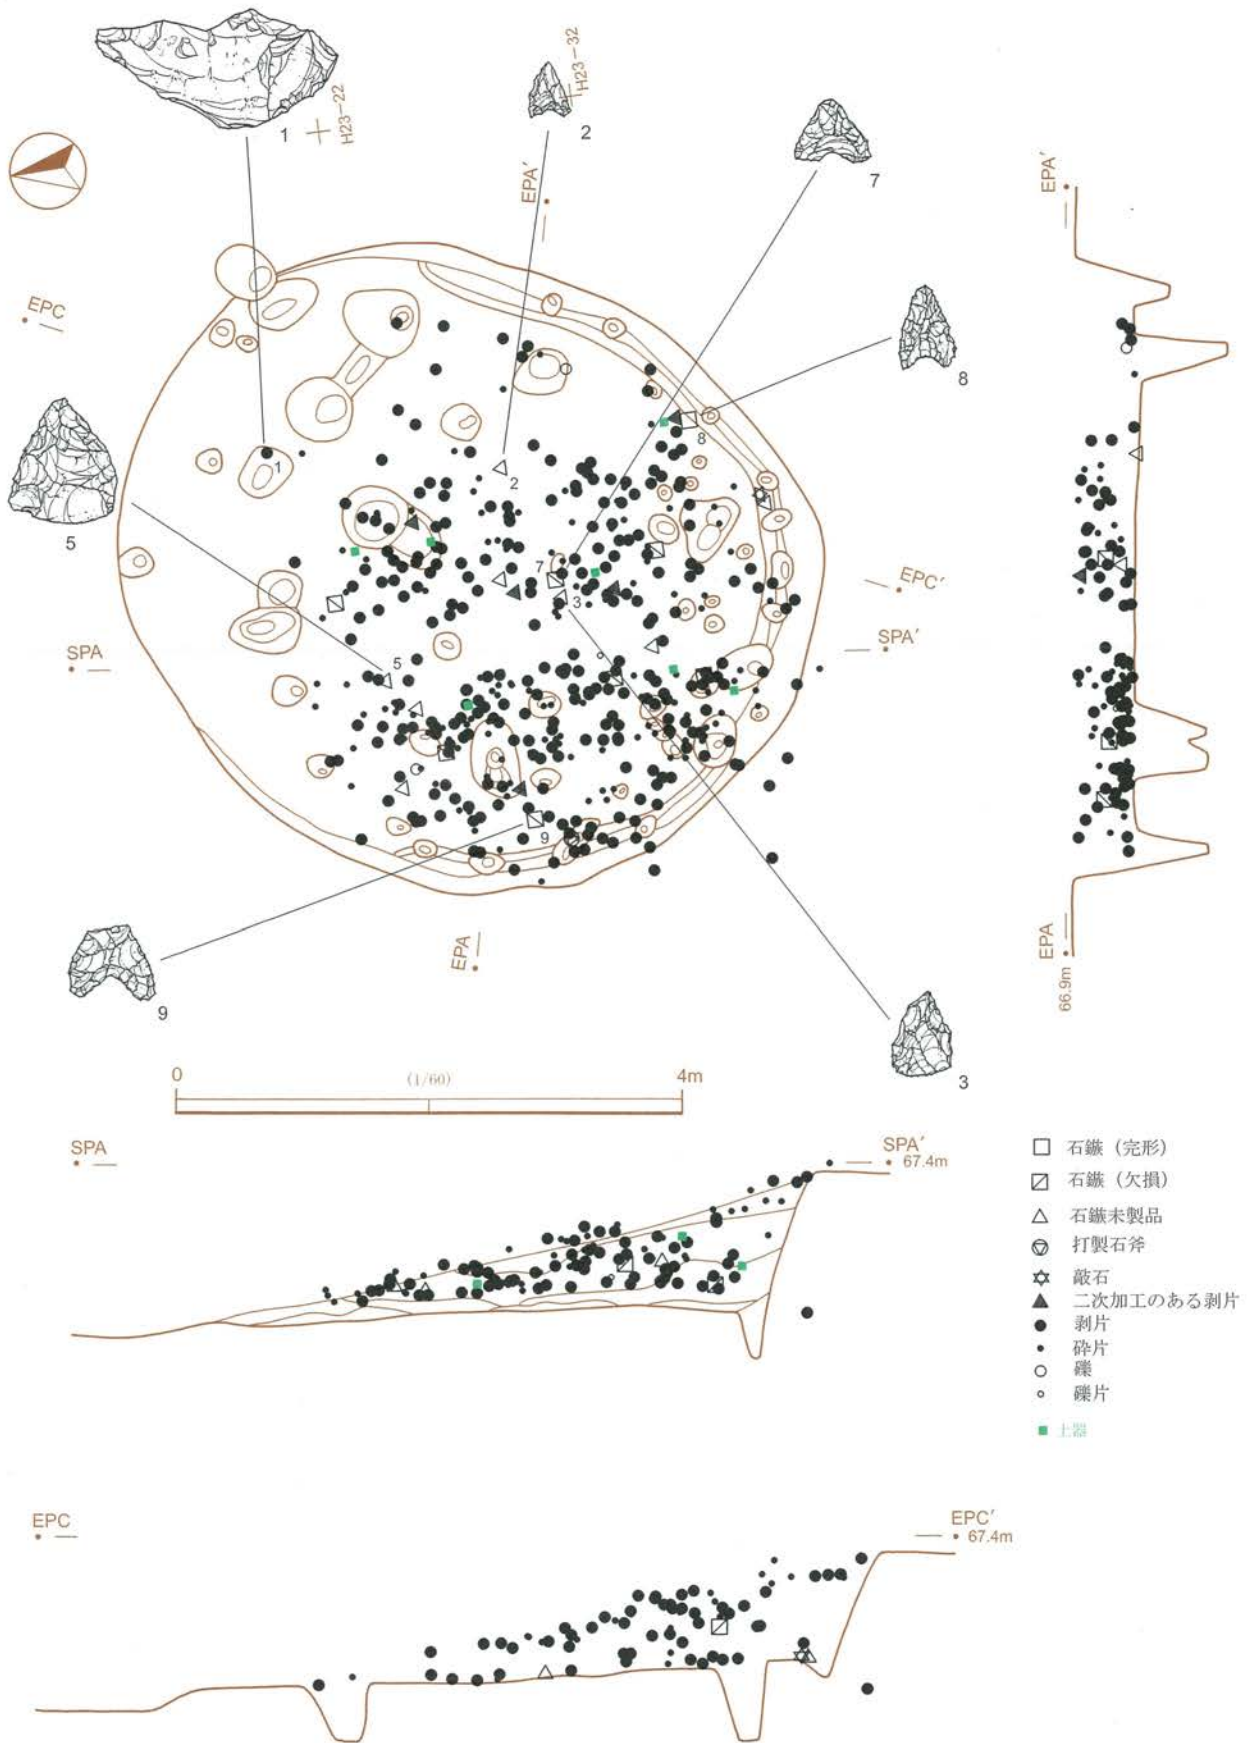 1
H23-22
2
H23-32
7
EPA′
EPA′
EPC
8
8
1
2
5
7
3
EPC′
SPA
SPA′
5
9
EPA
EPA
66.9m
9
3
0
(1/60)
4m
SPA
SPA′
67.4m
石鏃（完形）
石鏃（欠損）
石鏃未製品
打製石斧
敲石
二次加工のある剥片
剥片
砕片
礫
礫片
土器
EPC
EPC′
67.4m